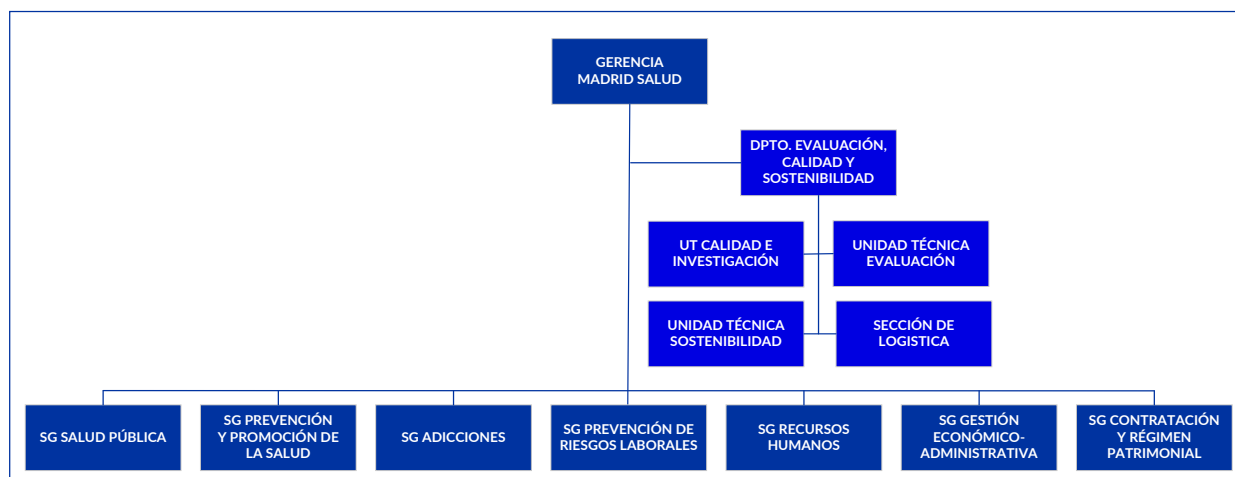 GERENCIA
MADRID SALUD
DPTO. EVALUACIÓN,
CALIDAD Y
SOSTENIBILIDAD
UT CALIDAD E
INVESTIGACIÓN
UNIDAD TÉCNICA
EVALUACIÓN
UNIDAD TÉCNICA
SOSTENIBILIDAD
SECCIÓN DE
LOGISTICA
SG SALUD PÚBLICA
SG PREVENCIÓN
Y PROMOCIÓN DE
LA SALUD
SG ADICCIONES
SG PREVENCIÓN DE
RIESGOS LABORALES
SG RECURSOS
HUMANOS
SG GESTIÓN
ECONÓMICO-
ADMINISTRATIVA
SG CONTRATACIÓN
Y RÉGIMEN
PATRIMONIAL